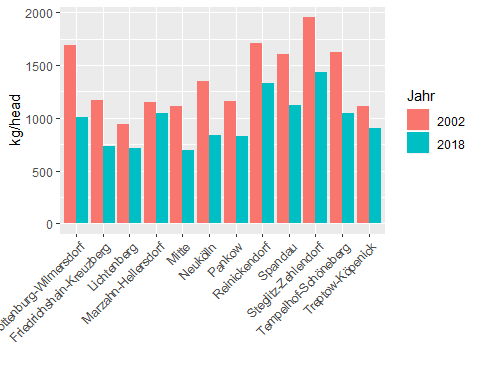 2000
1500
1000
500
0
kg/head
ottenburg-Wilmersdorf
Friedrichshain-Kreuzberg
Lichtenberg
Marzahn-Hellersdorf
Mitte
Neukölln
Pankow
Reinickendorf
Spandau
Steglitz-Zehlendorf
Tempelhof-Schöneberg
Treptow-Köpenick
Jahr
2002
2018